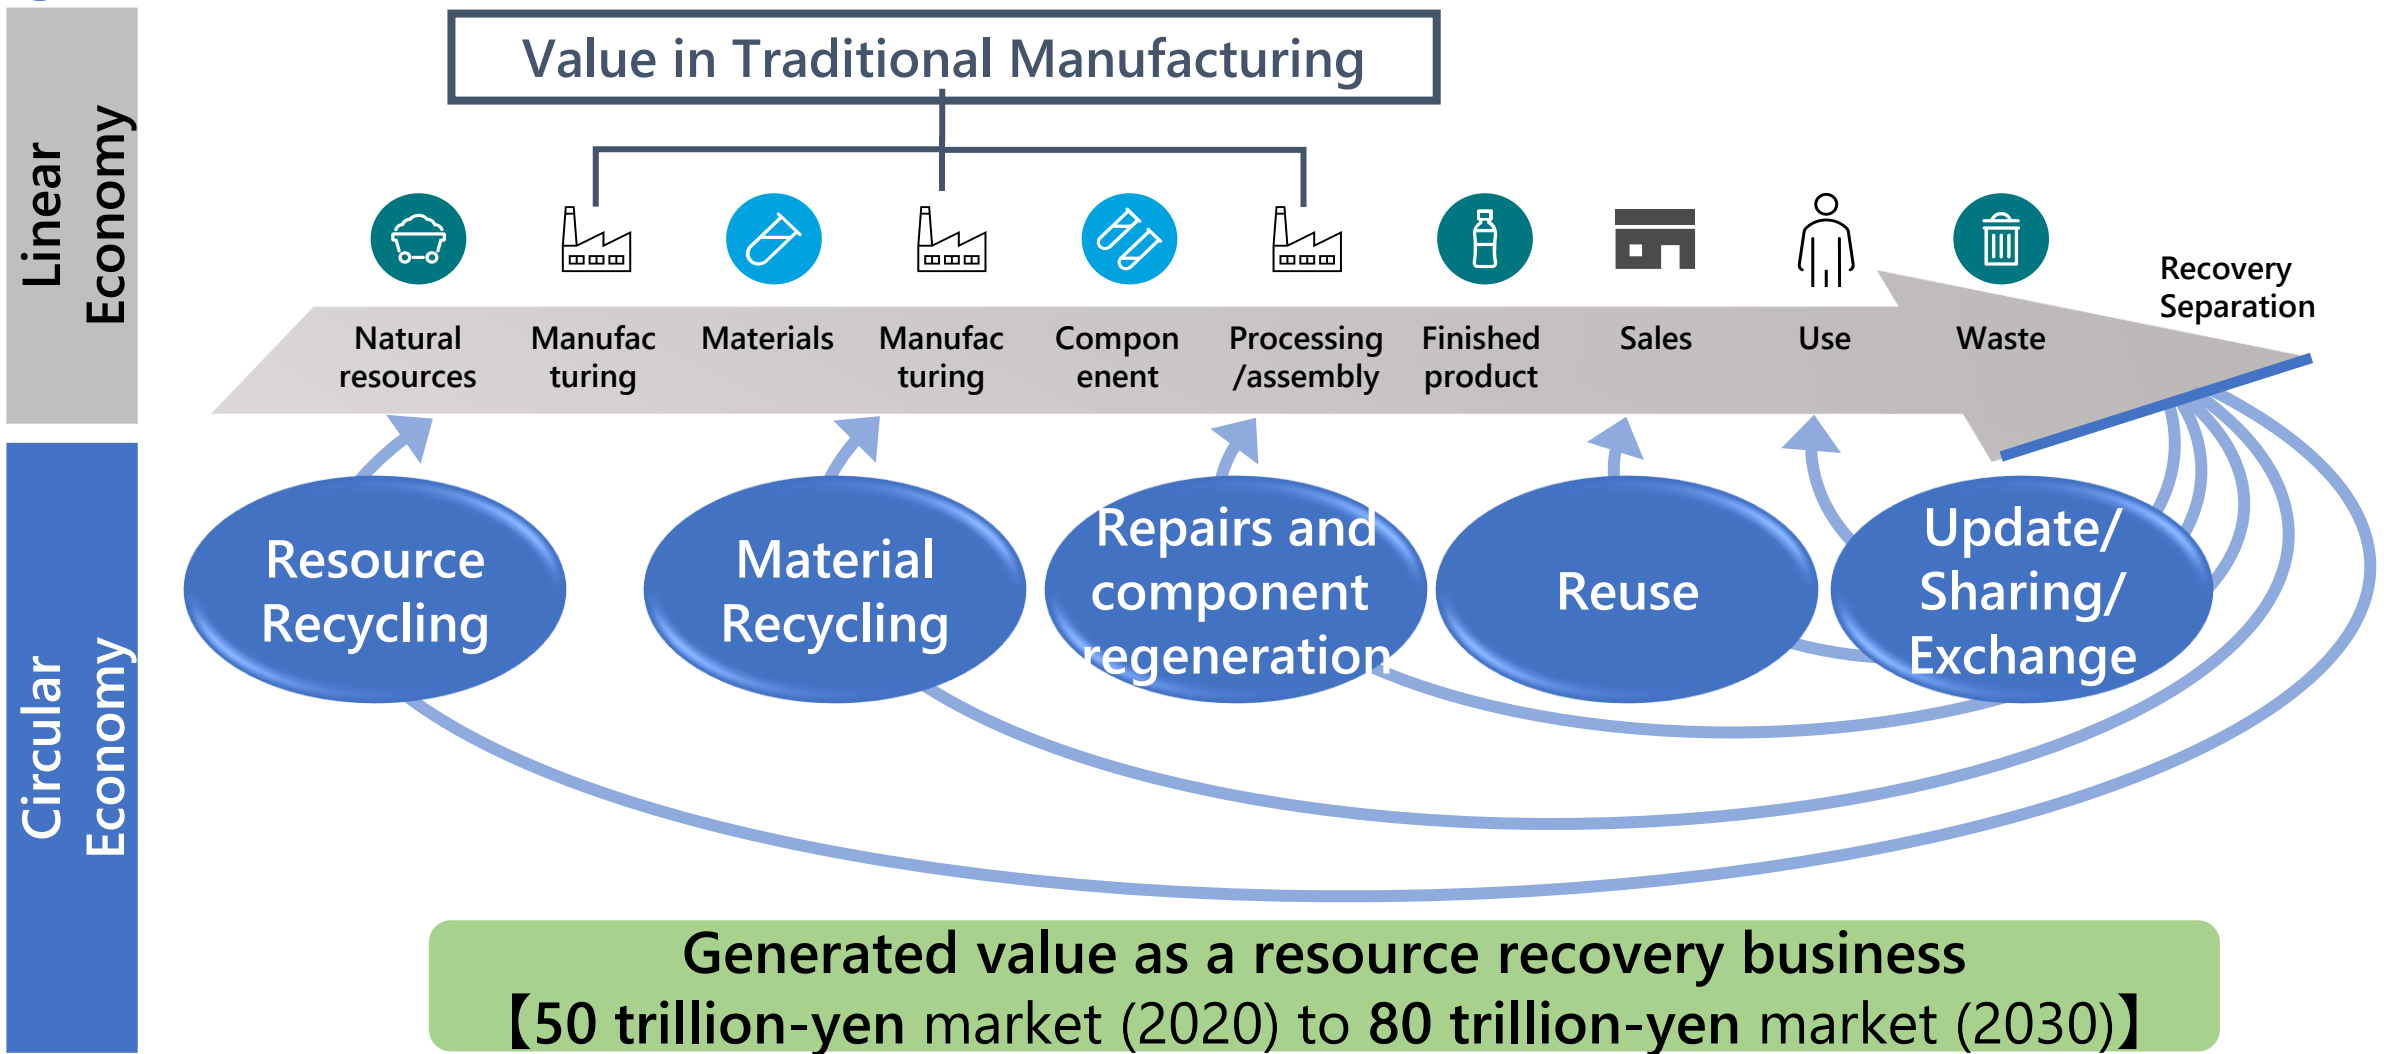 Linear
Economy
Value in Traditional Manufacturing
Natural
resources
Manufac
turing
Materials
Manufac
turing
Compon
enent
Processing
/assembly
Finished
product
Sales
Use
Waste
Recovery
Separation
Circular
Economy
Resource
Recycling
Material
Recycling
Repairs and
component
regeneration
Reuse
Update/
Sharing/
Exchange
Generated value as a resource recovery business
【50 trillion-yen market (2020) to 80 trillion-yen market (2030)】